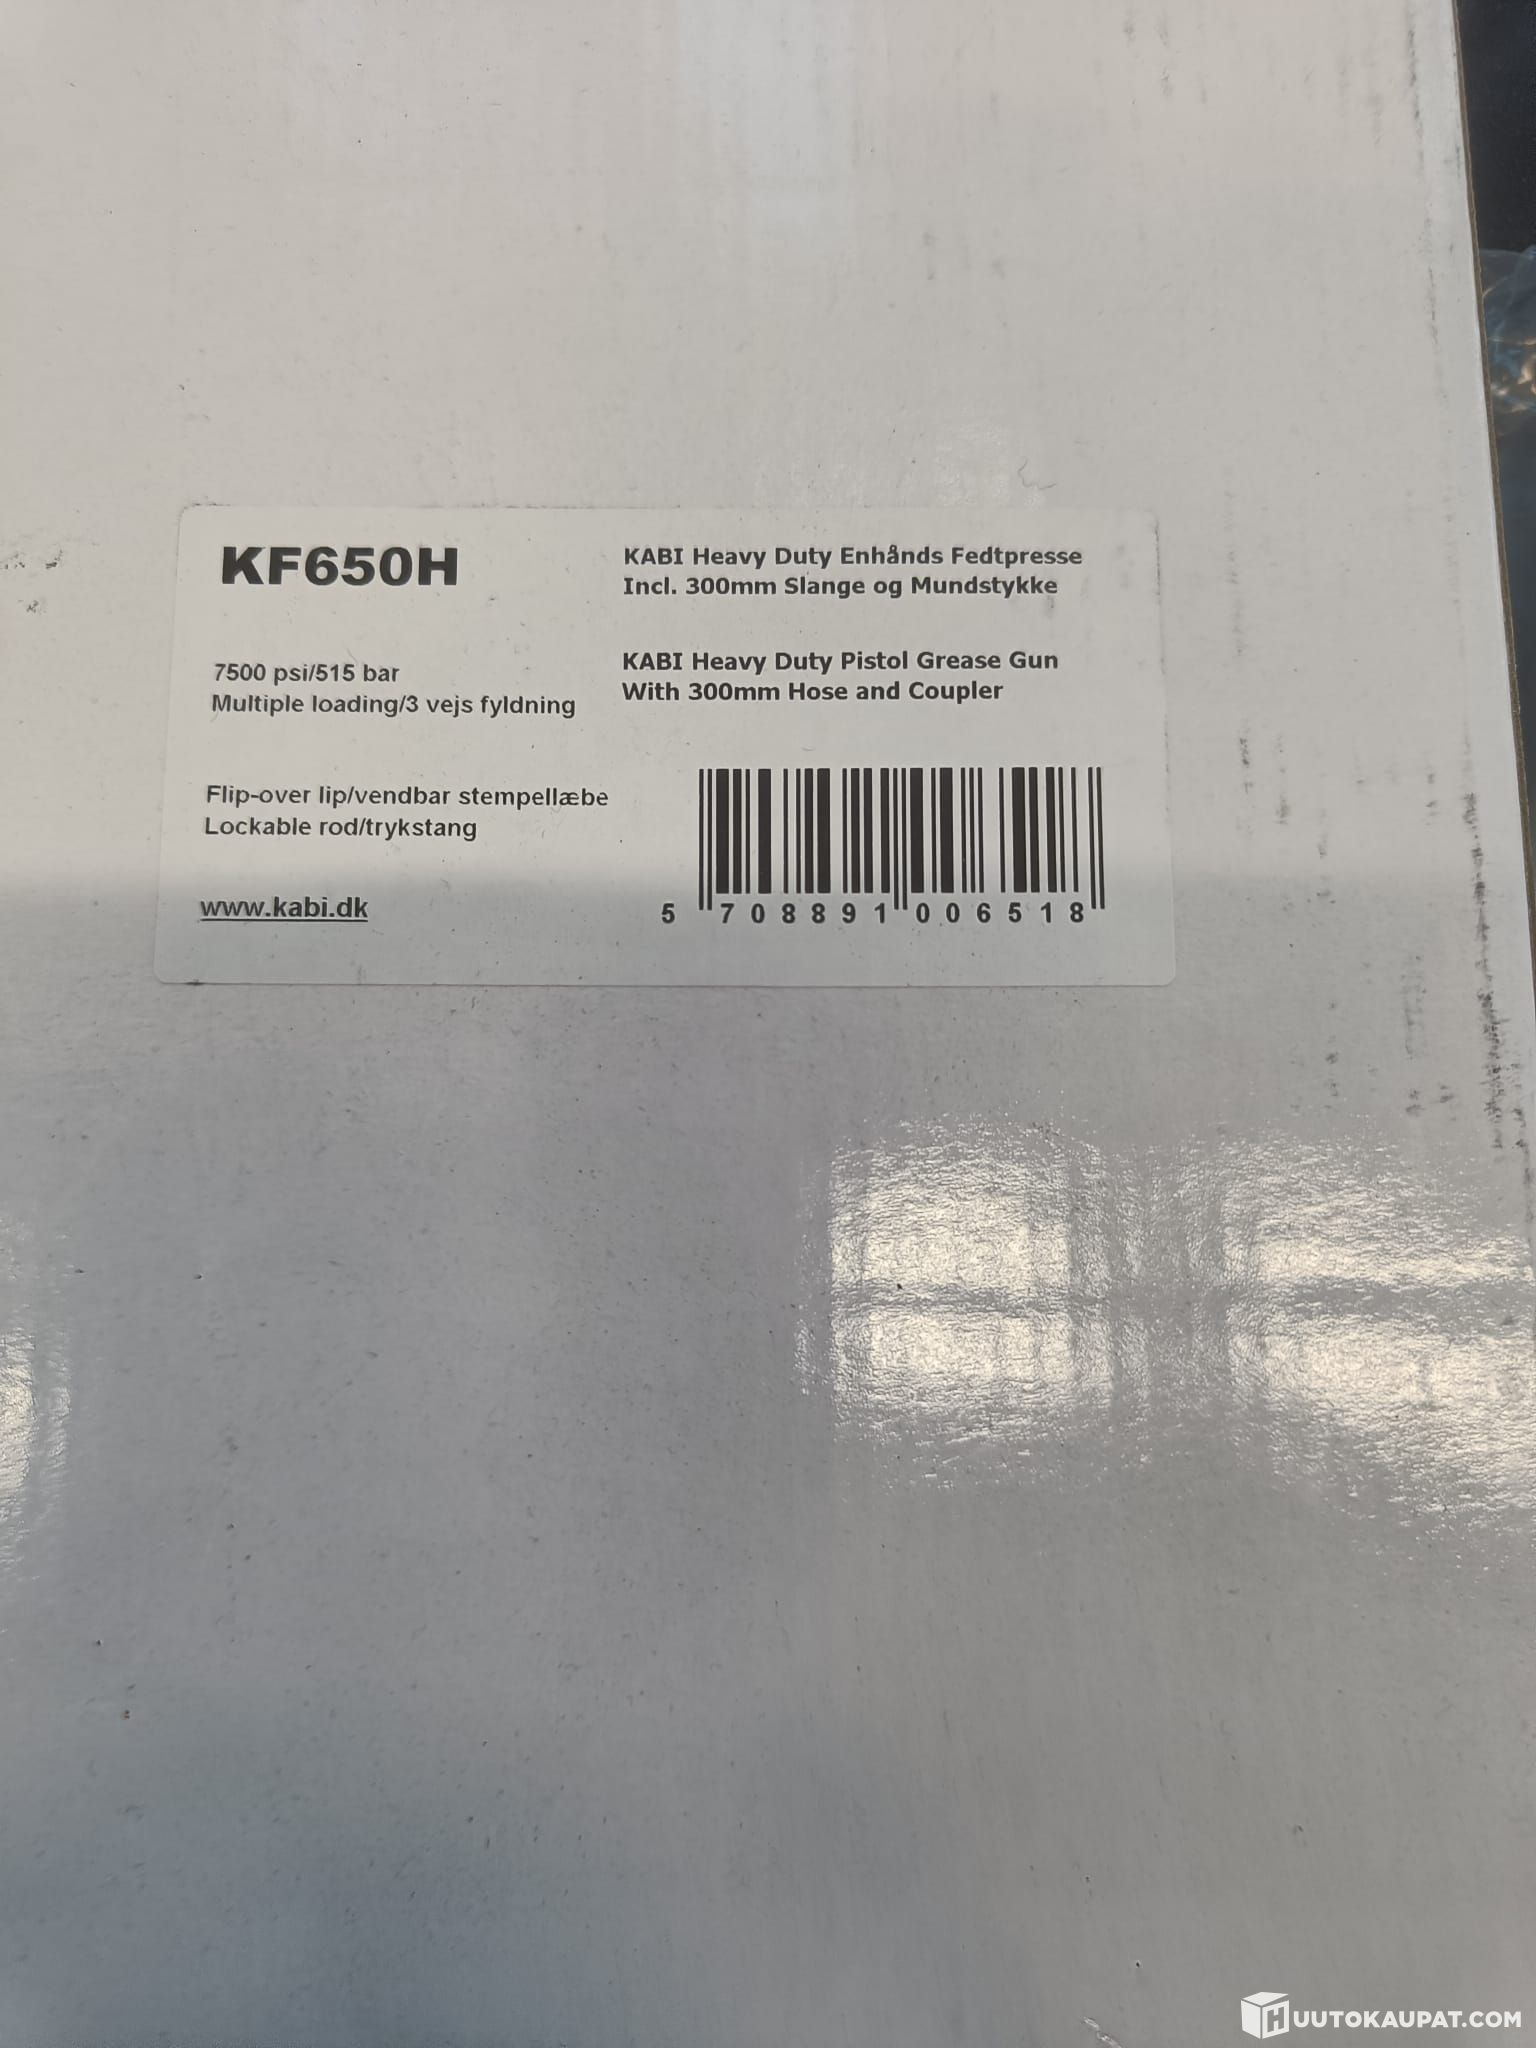 KF650H
7500 psi/515 bar
Multiple loading/3 vejs fyldning
Flip-over lip/vendbar stempellæbe
Lockable rod/trykstang
www.kabi.dk
KABI Heavy Duty Enhånds Fedtpresse
Incl. 300mm Slange og Mundstykke
KABI Heavy Duty Pistol Grease Gun
With 300mm Hose and Coupler
5 708891 006518
HUUTOKAUPAT.COM